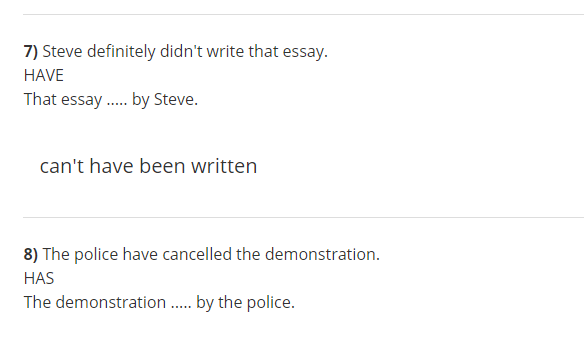 7) Steve definitely didn't write that essay.
HAVE
That essay ..... by Steve.
can't have been written
8) The police have cancelled the demonstration.
HAS
The demonstration ..... by the police.